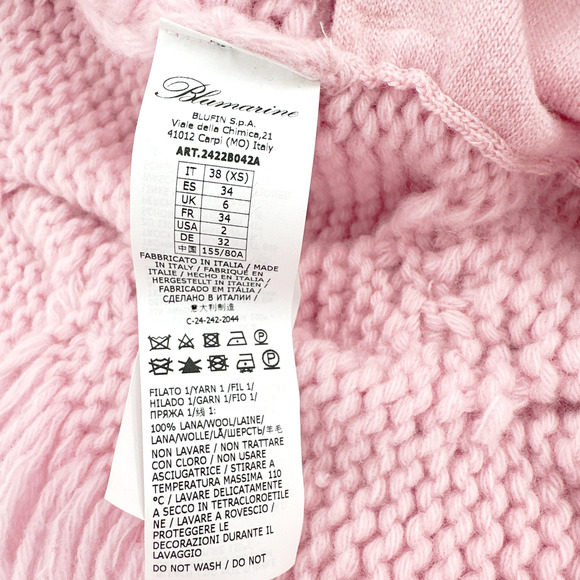 Blumarine
BLUFIN S.p.A.
Viale della Chimica,21
41012 Carpi (MO) Italy
ART.2422B042A
IT 38 (XS)
ES 34
UK 6
FR 34
USA 2
DE 32
中国 155/80A
FABBRICATO IN ITALIA / MADE
IN ITALY / FABRIQUÉ EN
ITALIE / HECHO EN ITALIA /
HERGESTELLT IN ITALIEN /
FABRICADO EM ITÁLIA /
СДЕЛАНО В ИТАЛИИ /
意大利制造
C-24-242-2044
FILATO 1/YARN 1 /FIL 1/
HILADO 1/GARN 1/FIO 1/
ПРЯЖА 1/线 1:
100% LANA/WOOL/LAINE/
LANA/WOLLE/LÃ/ШЕРСТЬ/羊毛
NON LAVARE / NON TRATTARE
CON CLORO / NON USARE
ASCIUGATRICE / STIRARE A
TEMPERATURA MASSIMA 110
°C / LAVARE DELICATAMENTE
A SECCO IN TETRACLOROETILE
NE / LAVARE A ROVESCIO /
PROTEGGERE LE
DECORAZIONI DURANTE IL
LAVAGGIO
DO NOT WASH / DO NOT